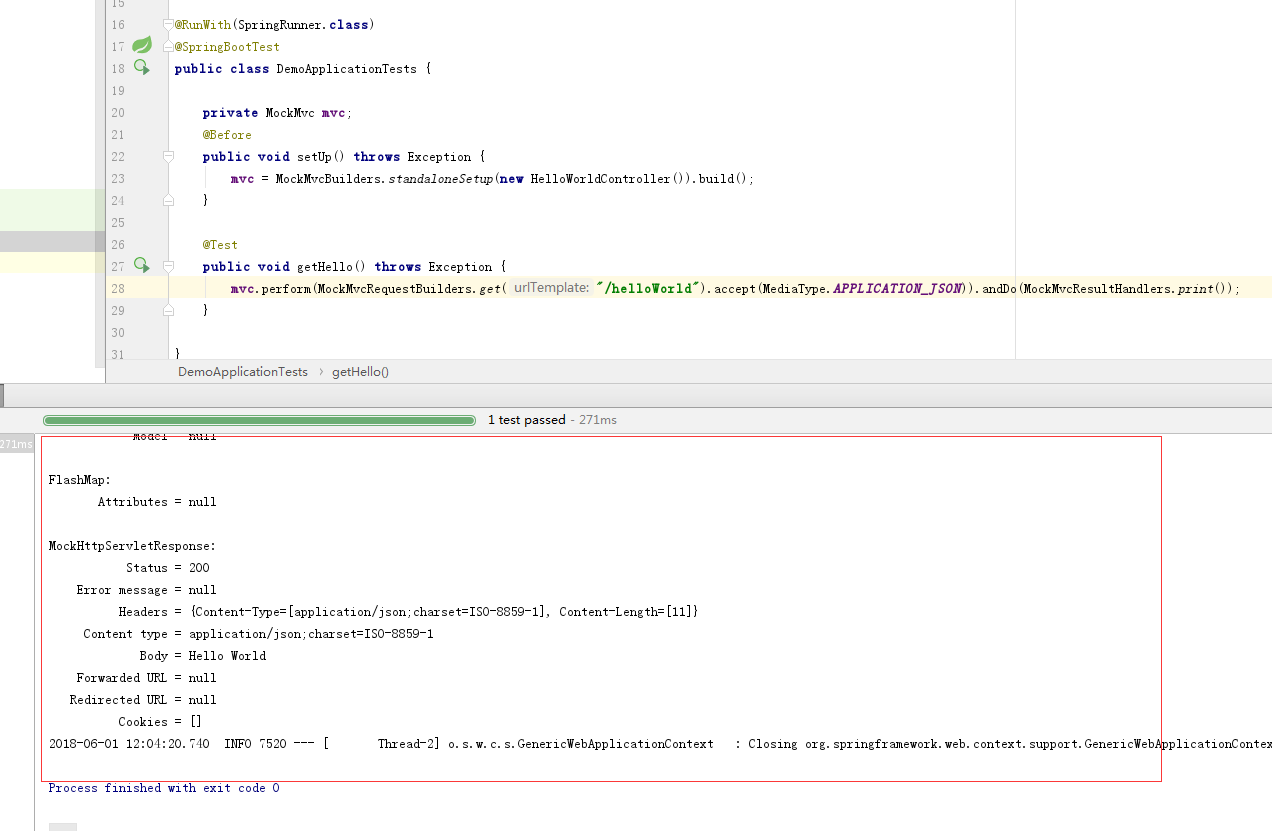 15
16 @RunWith(SpringRunner.class)
17 @SpringBootTest
18 public class DemoApplicationTests {
19
20 private MockMvc mvc;
21 @Before
22 public void setUp() throws Exception {
23 mvc = MockMvcBuilders.standaloneSetup(new HelloWorldController()).build();
24 }
25
26 @Test
27 public void getHello() throws Exception {
28 mvc.perform(MockMvcRequestBuilders.get( urlTemplate: "/helloWorld").accept(MediaType.APPLICATION_JSON)).andDo(MockMvcResultHandlers.print());
29 }
30
31 }
DemoApplicationTests › getHello()
1 test passed - 271ms
271ms
Model = null
FlashMap:
Attributes = null
MockHttpServletResponse:
Status = 200
Error message = null
Headers = {Content-Type=[application/json;charset=ISO-8859-1], Content-Length=[11]}
Content type = application/json;charset=ISO-8859-1
Body = Hello World
Forwarded URL = null
Redirected URL = null
Cookies = []
2018-06-01 12:04:20.740 INFO 7520 --- [ Thread-2] o.s.w.c.s.GenericWebApplicationContext : Closing org.springframework.web.context.support.GenericWebApplicationContex
Process finished with exit code 0